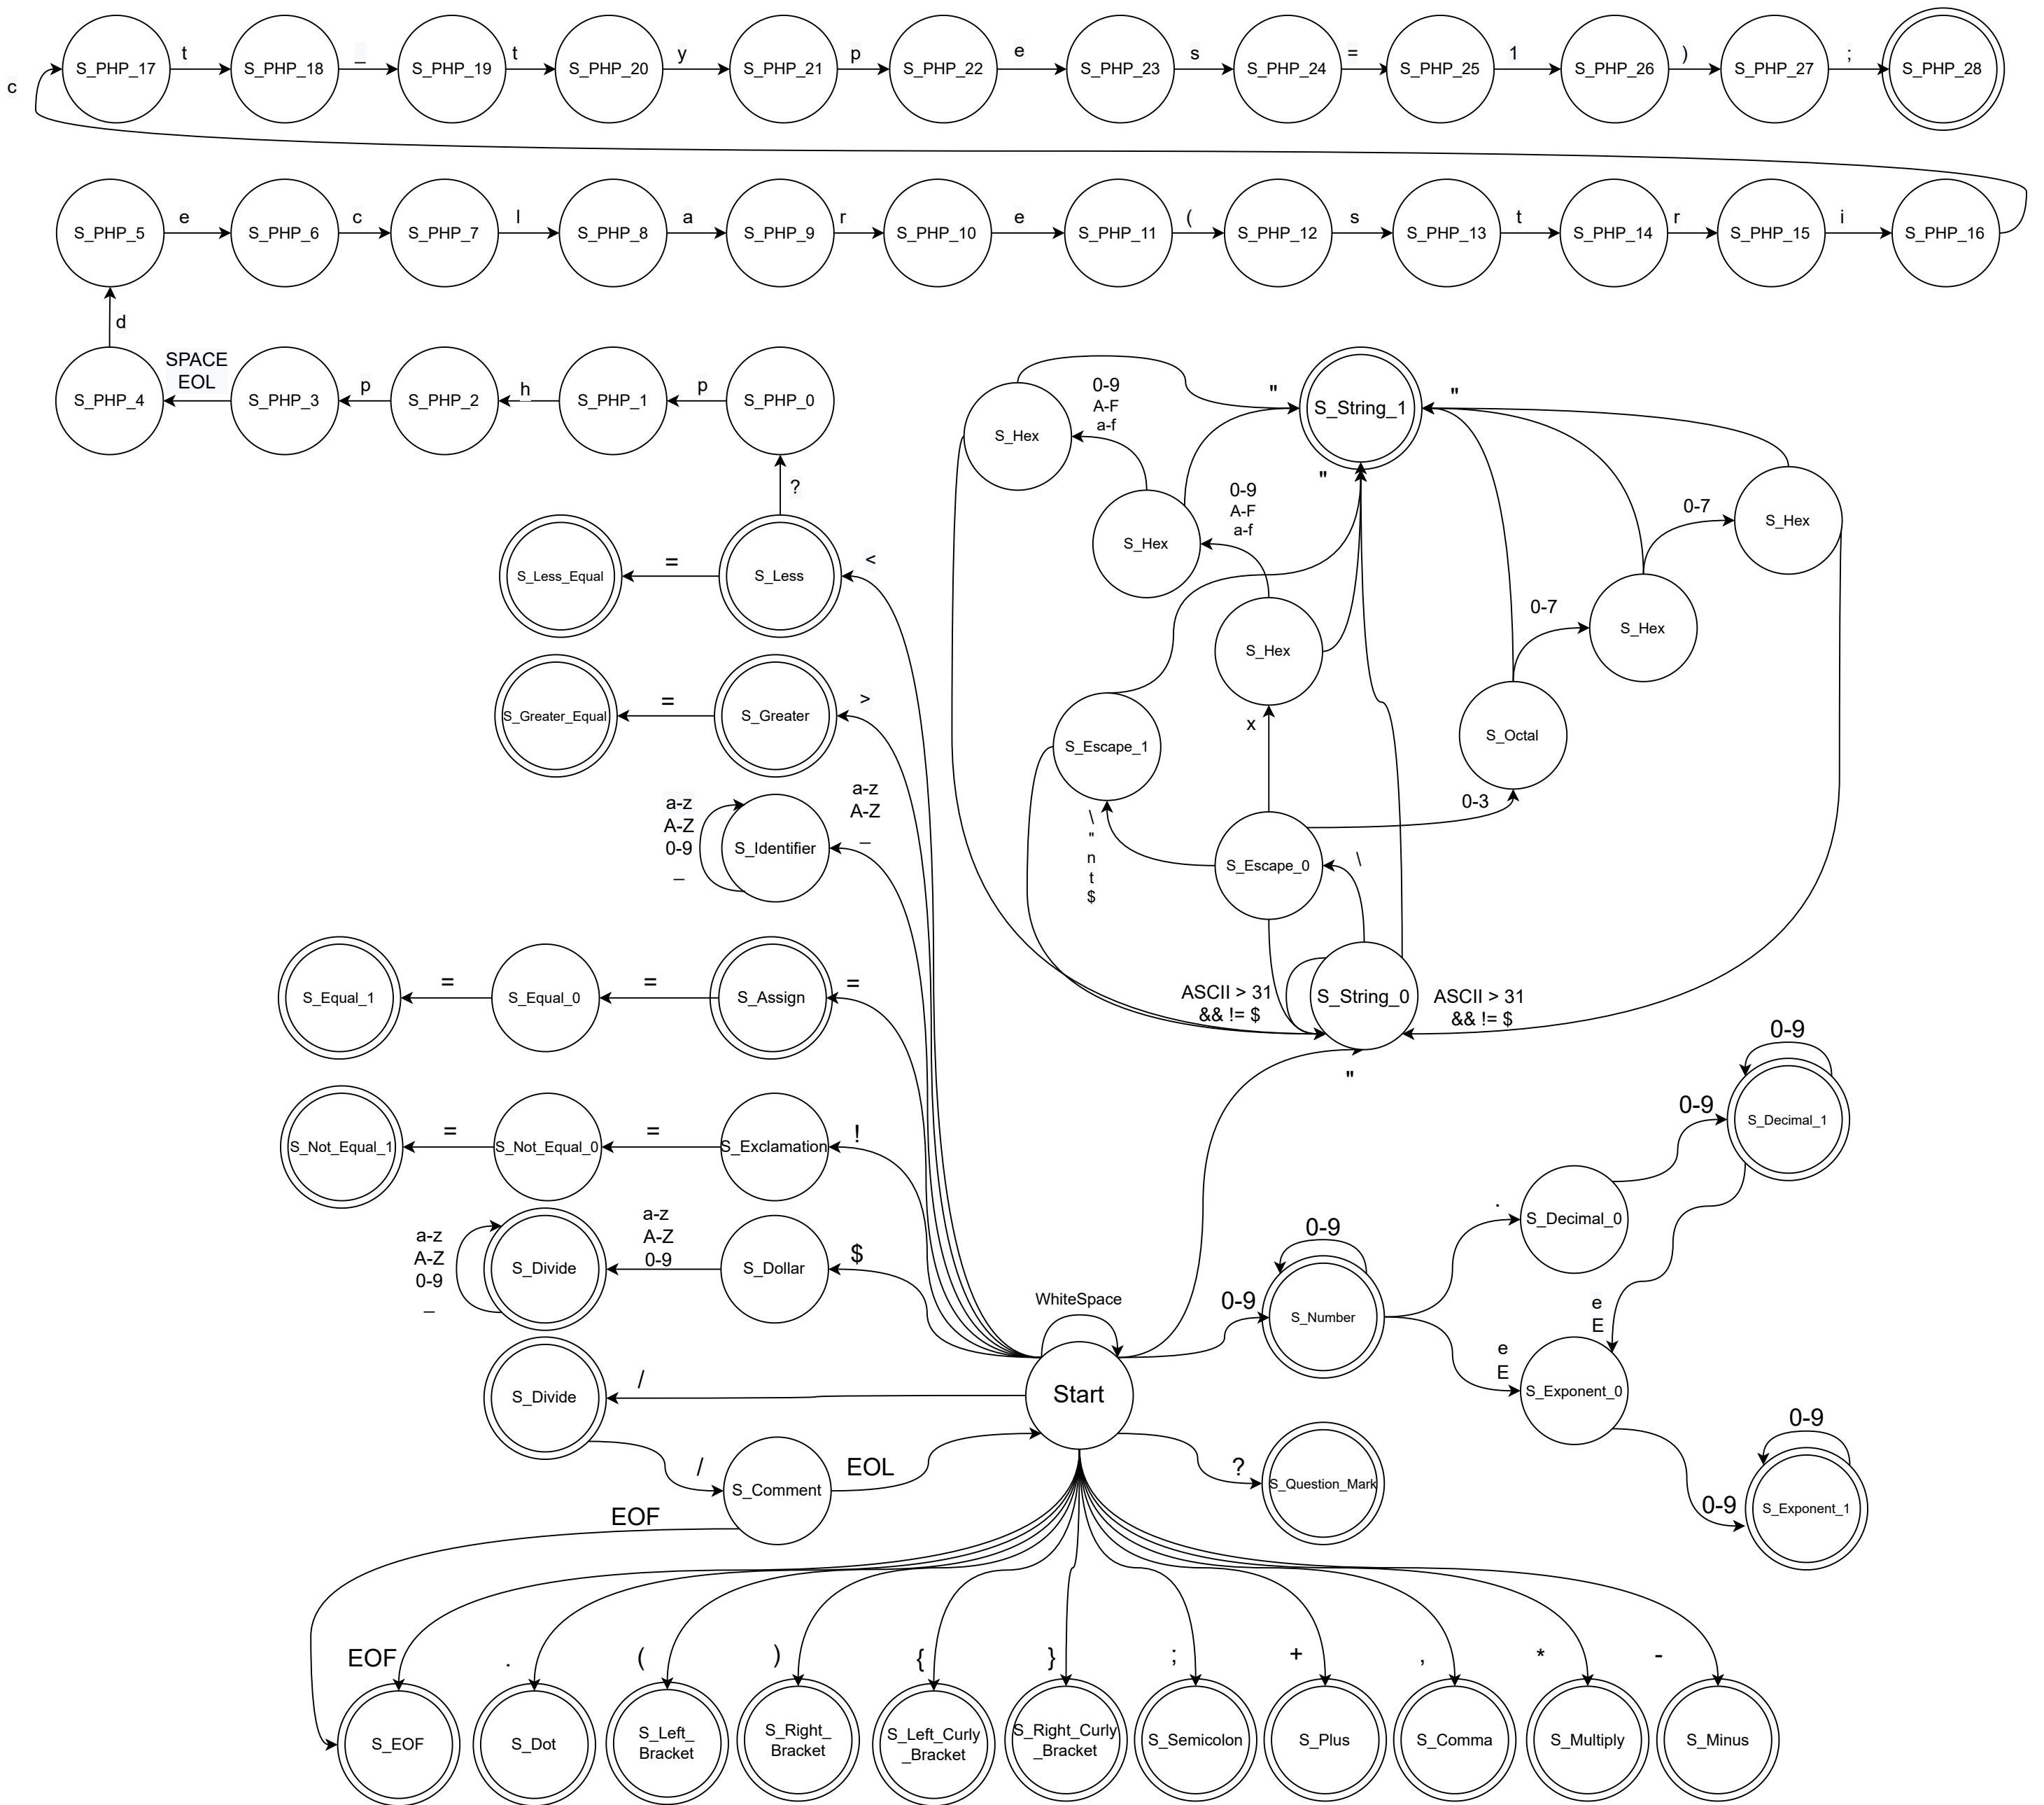 S_PHP_17
t
S_PHP_18
_
S_PHP_19
t
S_PHP_20
y
S_PHP_21
p
S_PHP_22
e
S_PHP_23
s
S_PHP_24
=
S_PHP_25
1
S_PHP_26
)
S_PHP_27
;
S_PHP_28
c
S_PHP_5
e
S_PHP_6
c
S_PHP_7
l
S_PHP_8
a
S_PHP_9
r
S_PHP_10
e
S_PHP_11
(
S_PHP_12
s
S_PHP_13
t
S_PHP_14
r
S_PHP_15
i
S_PHP_16
d
S_PHP_4
SPACE
EOL
S_PHP_3
p
S_PHP_2
h
S_PHP_1
p
S_PHP_0
?
S_Less_Equal
=
S_Less
<
S_Greater_Equal
=
S_Greater
>
a-z
A-Z
0-9
_
S_Identifier
a-z
A-Z
_
S_Equal_1
=
S_Equal_0
=
S_Assign
=
S_Not_Equal_1
=
S_Not_Equal_0
=
S_Exclamation
!
a-z
A-Z
0-9
_
S_Divide
a-z
A-Z
0-9
S_Dollar
$
S_Divide
/
/
S_Comment
EOL
EOF
WhiteSpace
Start
S_Hex
0-9
A-F
a-f
"
S_String_1
"
"
S_Hex
0-9
A-F
a-f
S_Hex
0-7
S_Hex
0-7
S_Hex
S_Octal
0-3
x
S_Escape_1
\
"
n
t
$
S_Escape_0
\
ASCII > 31
&& != $
S_String_0
ASCII > 31
&& != $
"
0-9
S_Decimal_1
0-9
.
S_Decimal_0
0-9
0-9
S_Number
e
E
e
E
S_Exponent_0
0-9
0-9
S_Exponent_1
?
S_Question_Mark
EOF
.
(
)
{
}
;
+
,
*
-
S_EOF
S_Dot
S_Left_
Bracket
S_Right_
Bracket
S_Left_Curly
_Bracket
S_Right_Curly
_Bracket
S_Semicolon
S_Plus
S_Comma
S_Multiply
S_Minus